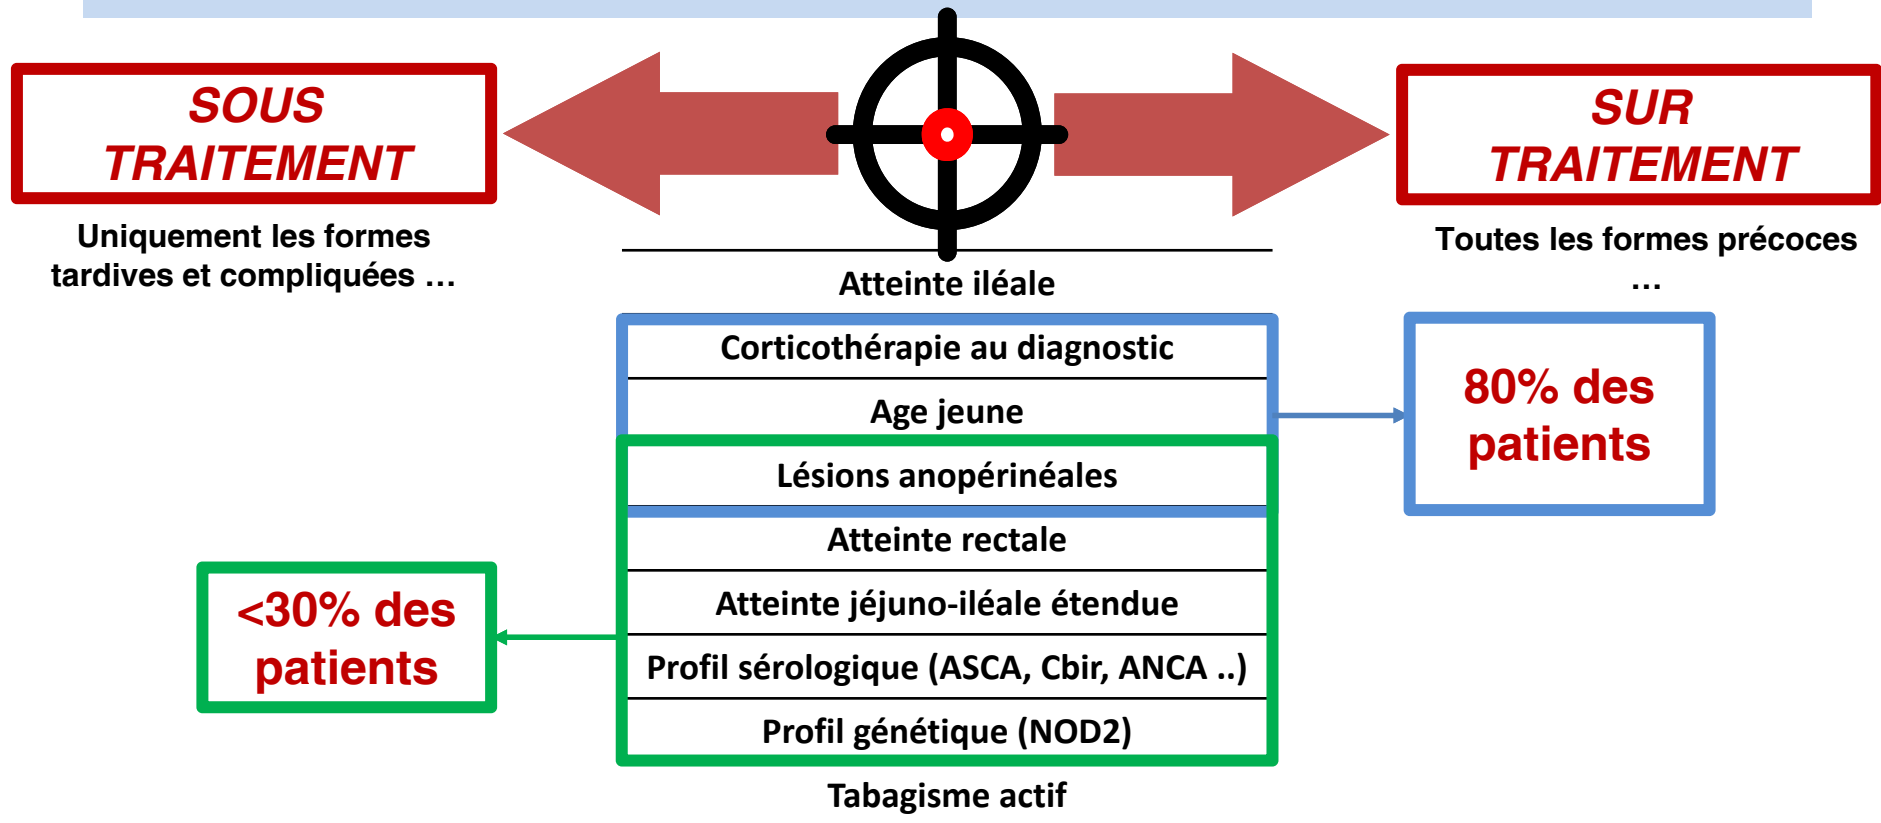 SOUS
TRAITEMENT
Uniquement les formes
tardives et compliquées ...
SUR
TRAITEMENT
Toutes les formes précoces
...
Atteinte iléale
Corticothérapie au diagnostic
Age jeune
Lésions anopérinéales
Atteinte rectale
Atteinte jéjuno-iléale étendue
Profil sérologique (ASCA, Cbir, ANCA ..)
Profil génétique (NOD2)
Tabagisme actif
80% des
patients
<30% des
patients